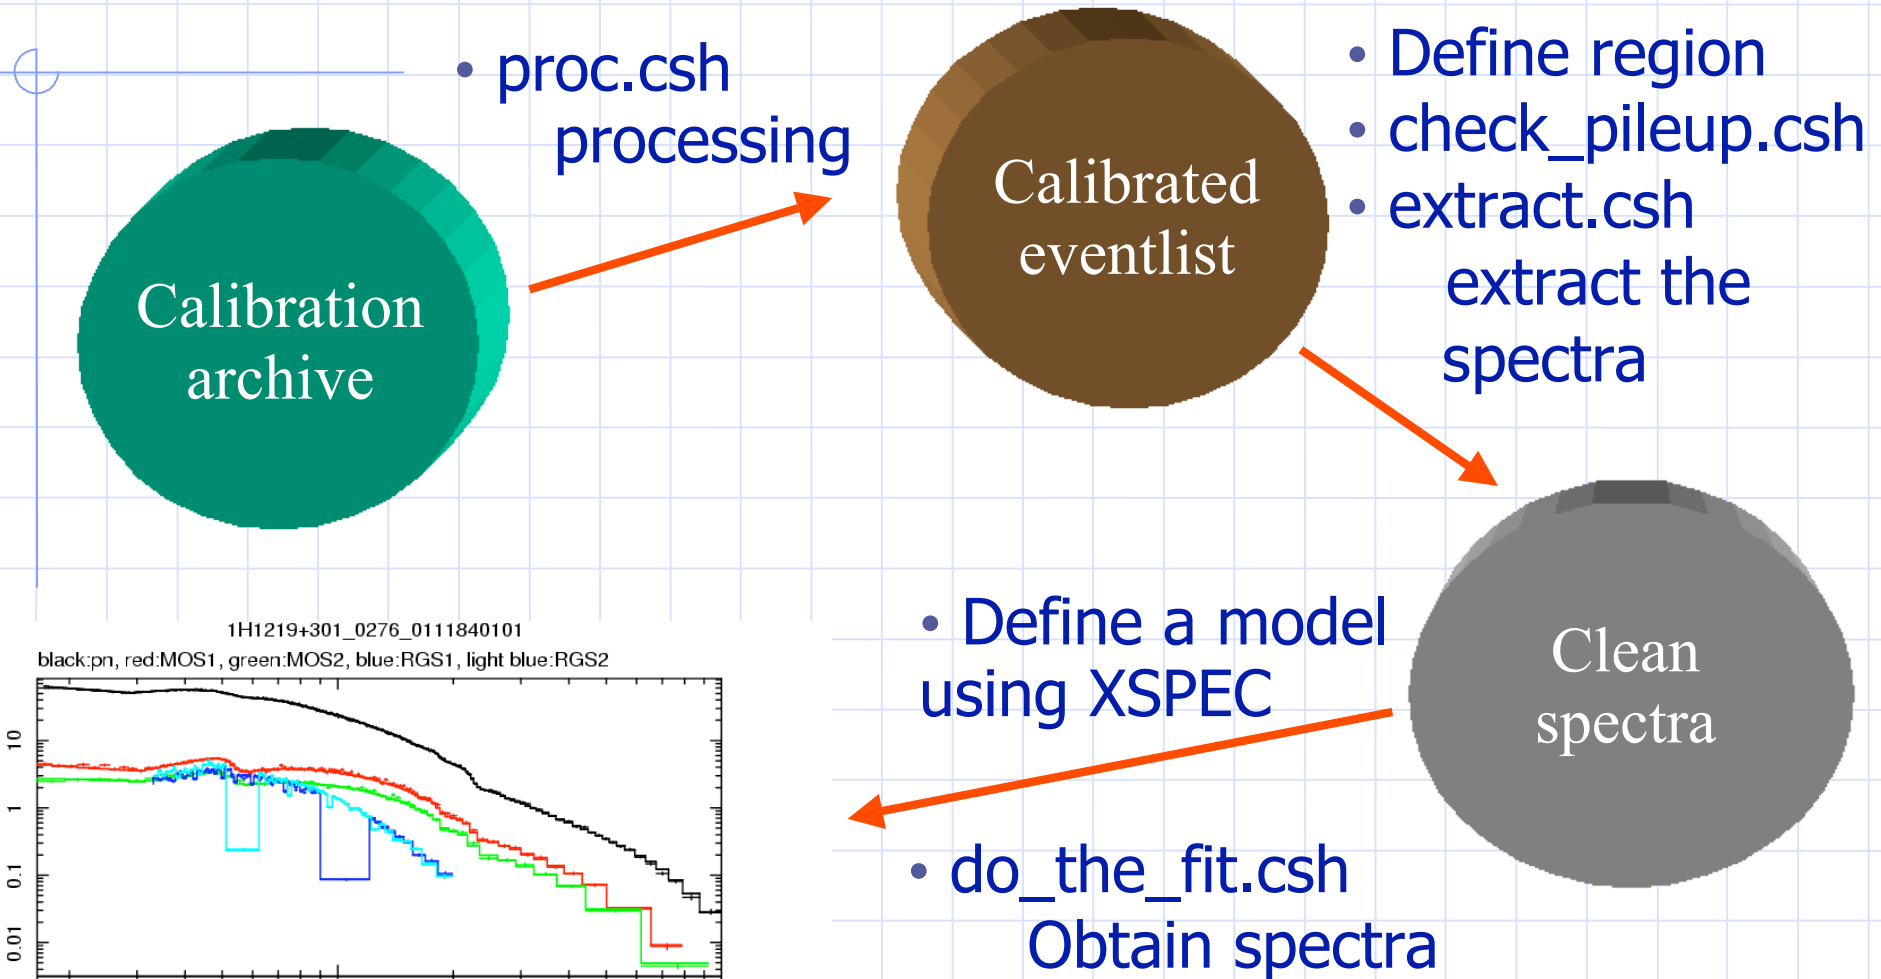 • proc.csh
processing
Calibration
archive
Calibrated
eventlist
• Define region
• check_pileup.csh
• extract.csh
extract the
spectra
Clean
spectra
• Define a model
using XSPEC
• do_the_fit.csh
Obtain spectra
1H1219+301_0276_0111840101
black:pn, red:MOS1, green:MOS2, blue:RGS1, light blue:RGS2
10
1
0.1
0.01